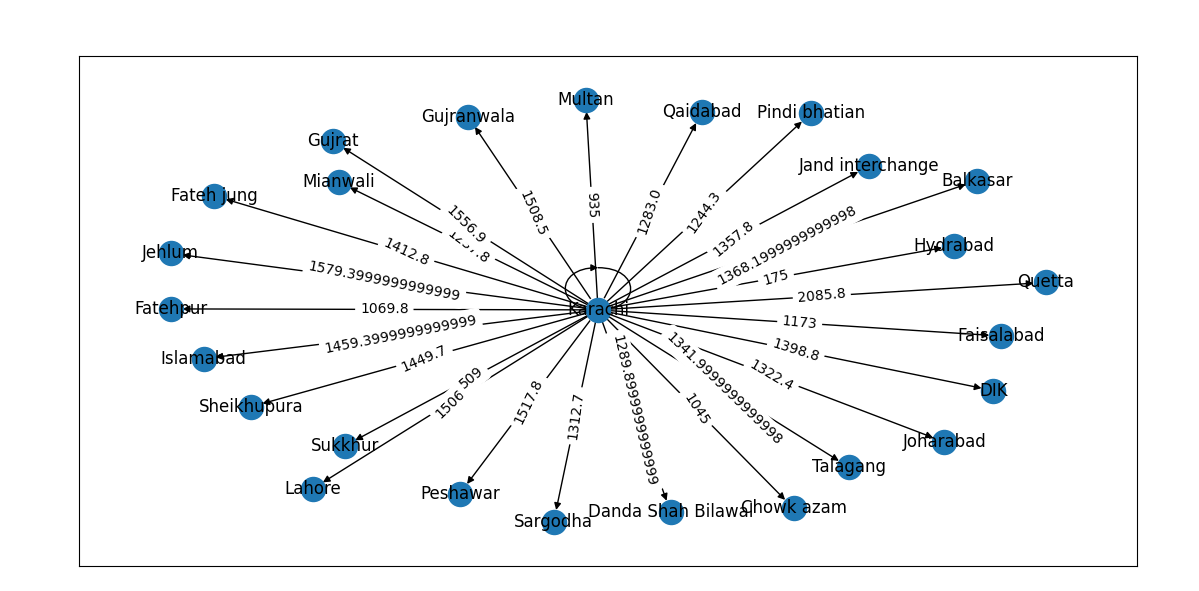 Multan
Qaidabad
Pindi bhatian
Gujranwala
Gujrat
Jand interchange
Mianwali
Balkasar
Fateh jung
935
1283.0
1244.3
1508.5
1556.9
1357.8
1368.1999999999998
1412.8
Hydrabad
Jehlum
1579.3999999999999
175
Quetta
2085.8
Fatehpur
1069.8
Karachi
1173
Faisalabad
1459.3999999999999
Islamabad
1449.7
1398.8
1341.9999999999998
1322.4
DIK
509
1506
1289.8999999999999
1517.8
1312.7
1045
Sheikhupura
Sukkhur
Joharabad
Talagang
Lahore
Peshawar
Sargodha
Danda Shah Bilawal
Chowk azam